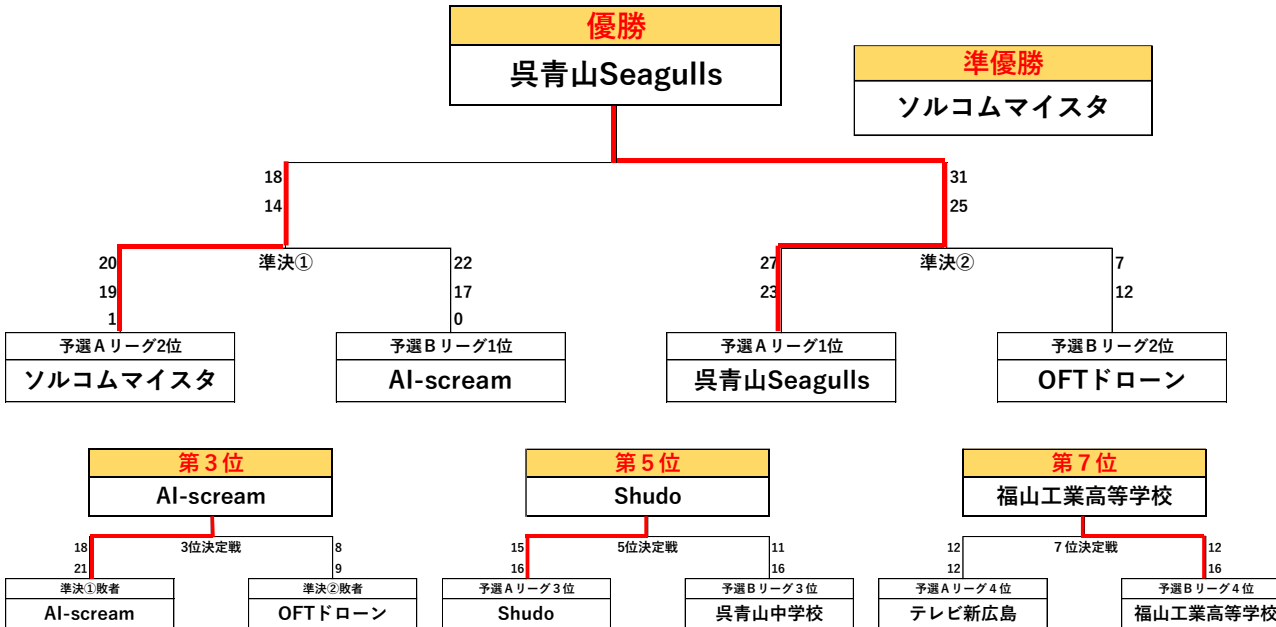 優勝
呉青山Seagulls
準優勝
ソルコムマイスタ
18
31
14
25
20
準決①
22
27
準決②
7
19
17
23
12
1
0
予選Aリーグ2位
予選Bリーグ1位
予選Aリーグ1位
予選Bリーグ2位
ソルコムマイスタ
AI-scream
呉青山Seagulls
OFTドローン
第３位
第５位
第７位
AI-scream
Shudo
福山工業高等学校
18
3位決定戦
8
15
5位決定戦
11
12
７位決定戦
12
21
9
16
16
12
16
準決①敗者
準決②敗者
予選Aリーグ３位
予選Bリーグ３位
予選Aリーグ４位
予選Bリーグ４位
AI-scream
OFTドローン
Shudo
呉青山中学校
テレビ新広島
福山工業高等学校